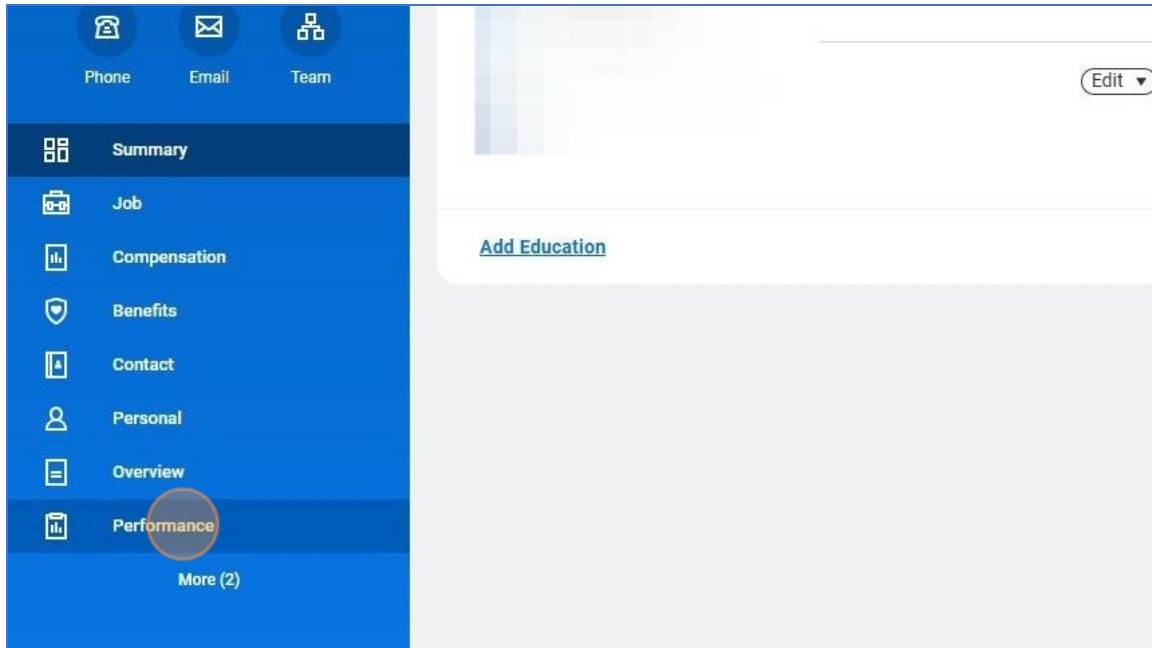 Phone Email Team
Edit
Summary
Job
Add Education
Compensation
Benefits
Contact
Personal
Overview
Performance
More (2)